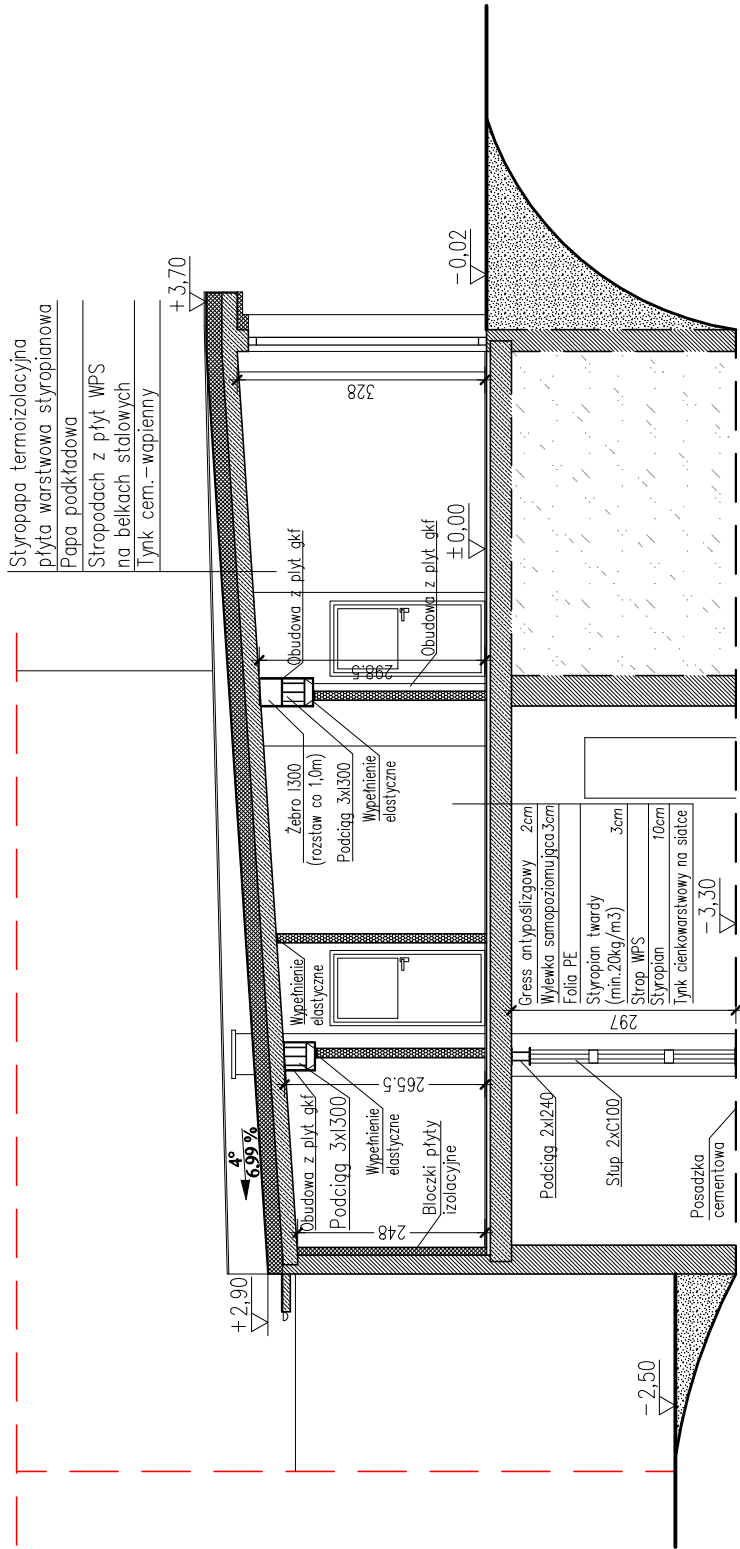 Styropapa termoizolacyjna
płyta warstwowa styropianowa
Papa podkładowa
Stropodach z płyt WPS
na belkach stalowych
Tynk cem.-wapienny
+3,70
-0,02
328
±0,00
Obudowa z płyt gkf
Obudowa z płyt gkf
298.5
Żebro I300
(rozstaw co 1,0m)
Podciąg 3xI300
Wypełnienie
elastyczne
Wypełnienie
elastyczne
4°
6,99 %
265.5
Obudowa z płyt gkf
Podciąg 3xI300
Wypełnienie
elastyczne
Bloczki płyty
izolacyjne
248
+2,90
-2,50
Gress antypoślizgowy 2cm
Wylewka samopoziomująca 3cm
Folia PE
Styropian twardy 3cm
(min.20kg/m3)
Strop WPS
Styropian 10cm
Tynk cienkowarstwowy na siatce
-3,30
297
Podciąg 2xI240
Słup 2xC100
Posadzka
cementowa